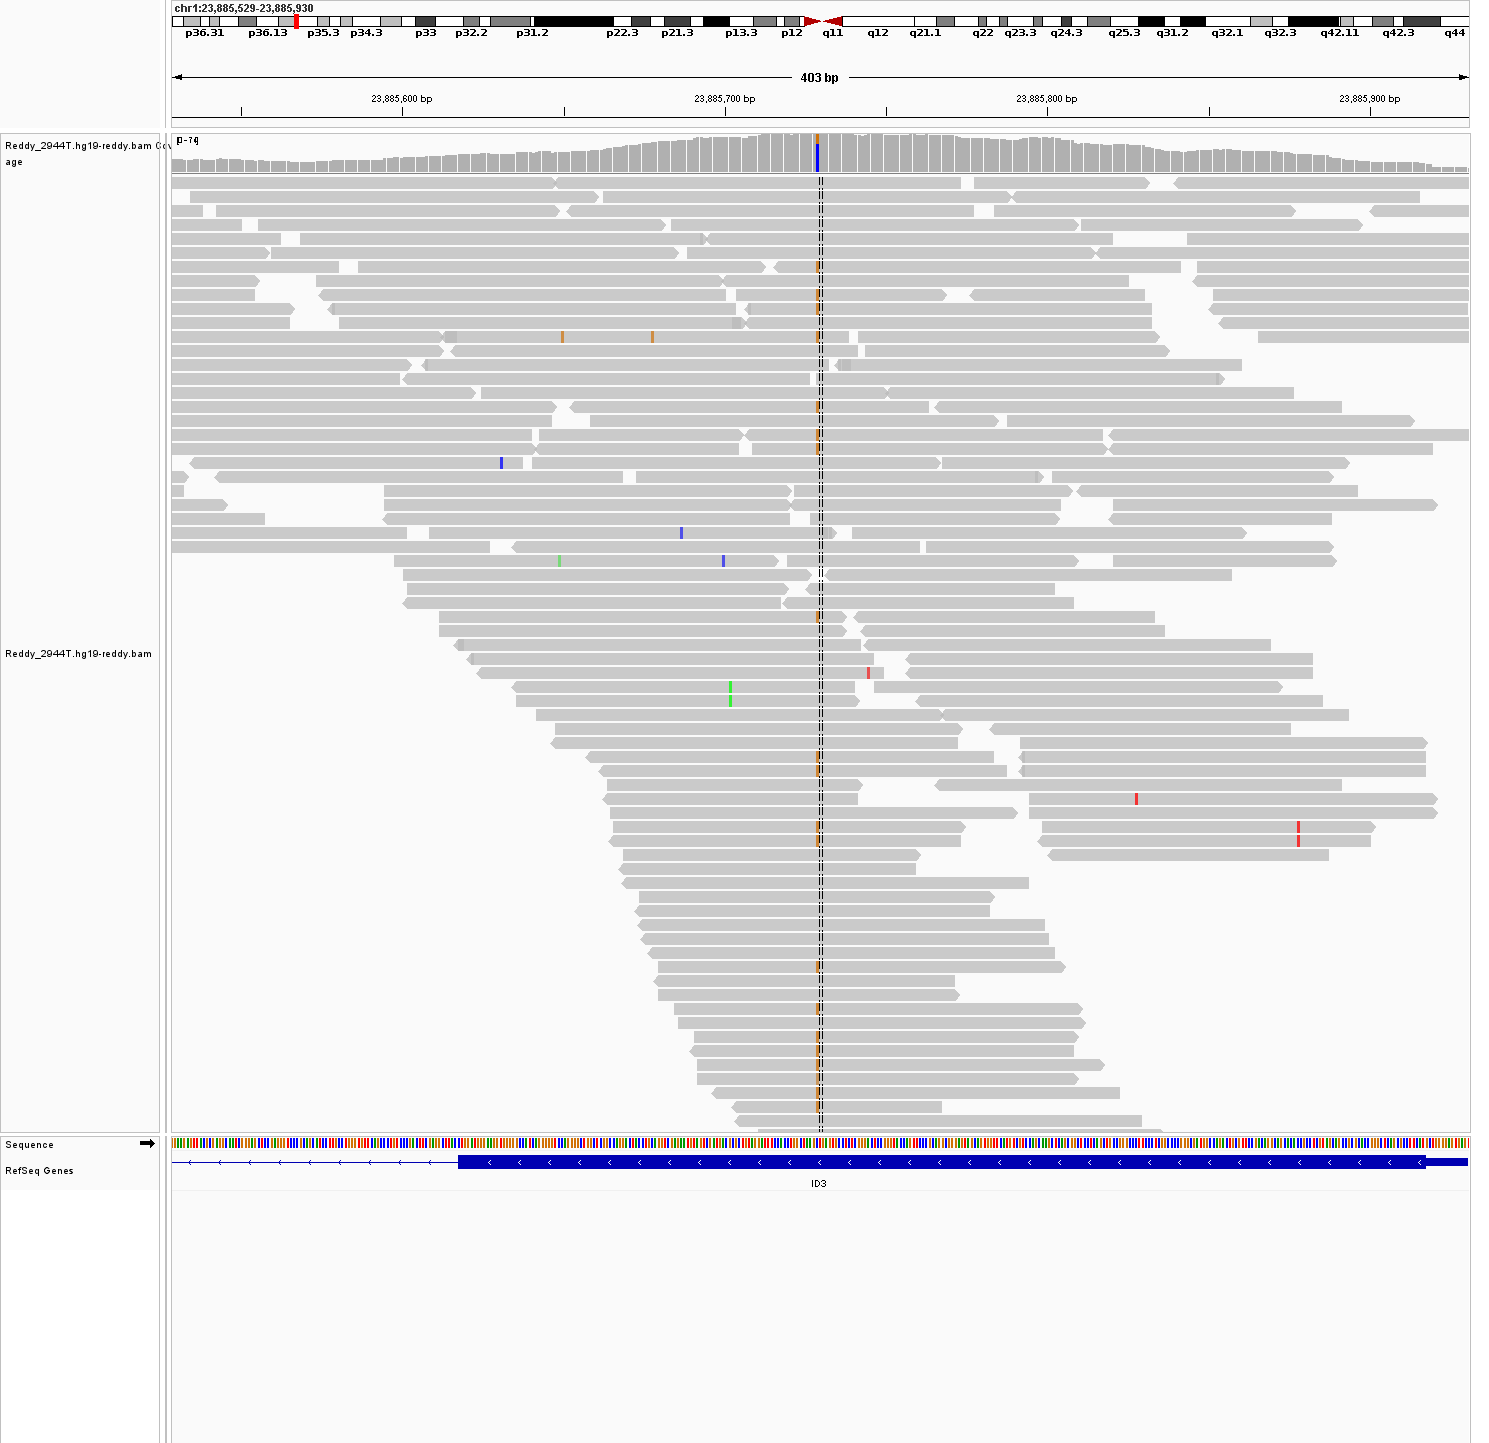 chr1:23,885,529-23,885,930
p36.31 p36.13 p35.3 p34.3 p33 p32.2 p31.2 p22.3 p21.3 p13.3 p12 q11 q12 q21.1 q22 q23.3 q24.3 q25.3 q31.2 q32.1 q32.3 q42.11 q42.3 q44
403 bp
23,885,600 bp 23,885,700 bp 23,885,800 bp 23,885,900 bp
Reddy_2944T.hg19-reddy.bam Cov
age
Reddy_2944T.hg19-reddy.bam
Sequence
RefSeq Genes
ID3